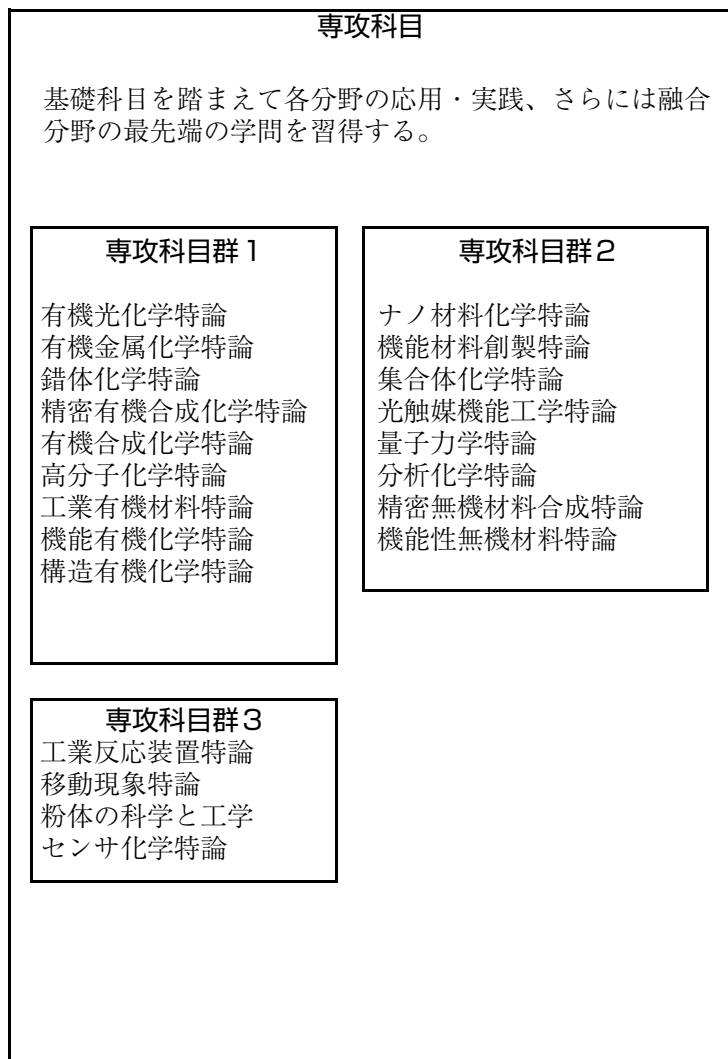 専攻科目
基礎科目を踏まえて各分野の応用・実践、さらには融合
分野の最先端の学問を習得する。
専攻科目群1
有機光化学特論
有機金属化学特論
錯体化学特論
精密有機合成化学特論
有機合成化学特論
高分子化学特論
工業有機材料特論
機能有機化学特論
構造有機化学特論
専攻科目群2
ナノ材料化学特論
機能材料創製特論
集合体化学特論
光触媒機能工学特論
量子力学特論
分析化学特論
精密無機材料合成特論
機能性無機材料特論
専攻科目群3
工業反応装置特論
移動現象特論
粉体の科学と工学
センサ化学特論